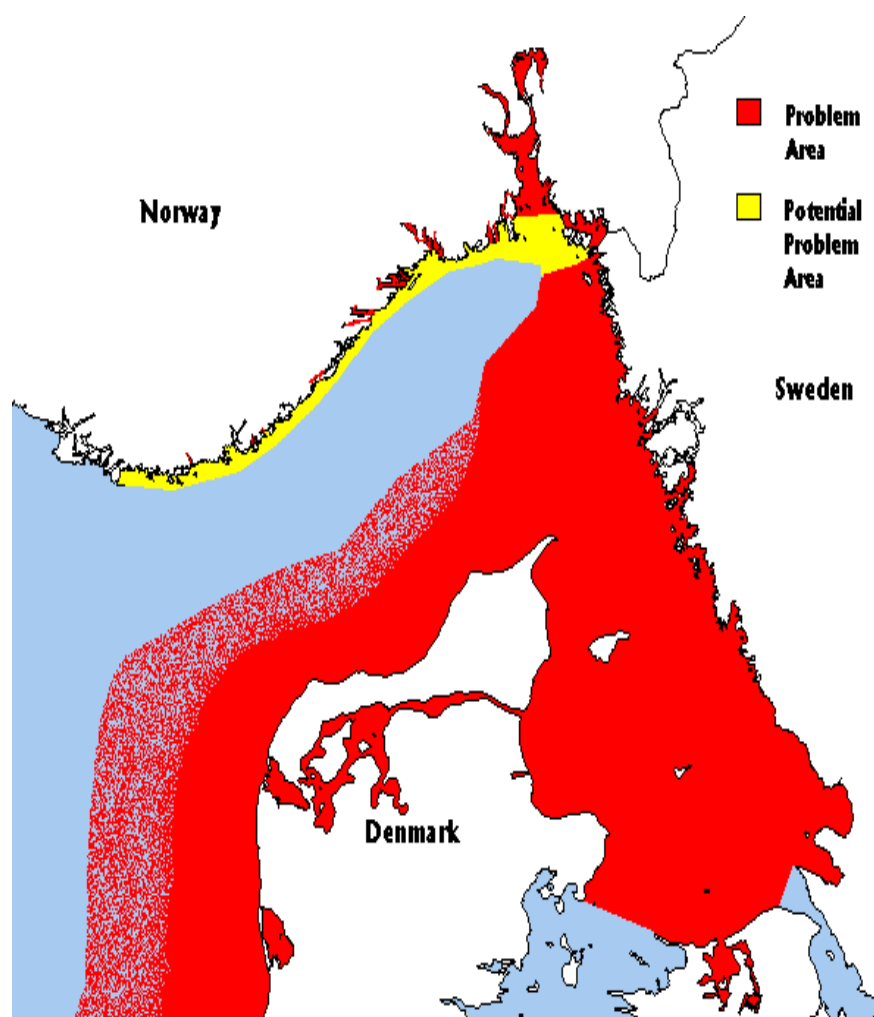 Problem
Area
Norway
Potential
Problem
Area
Sweden
Denmark